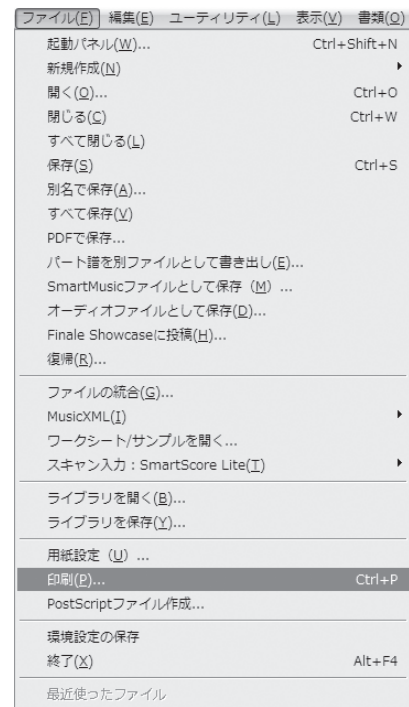 ファイル(F) 編集(E) ユーティリティ(L) 表示(V) 書類(O)
起動パネル(W)... Ctrl+Shift+N
新規作成(N)
開く(O)... Ctrl+O
閉じる(C) Ctrl+W
すべて閉じる(L)
保存(S) Ctrl+S
別名で保存(A)...
すべて保存(V)
PDFで保存...
パート譜を別ファイルとして書き出し(E)...
SmartMusicファイルとして保存（M）...
オーディオファイルとして保存(D)...
Finale Showcaseに投稿(H)...
復帰(R)...
ファイルの統合(G)...
MusicXML(I)
ワークシート/サンプルを開く...
スキャン入力：SmartScore Lite(T)
ライブラリを開く(B)...
ライブラリを保存(Y)...
用紙設定（U）...
印刷(P)... Ctrl+P
PostScriptファイル作成...
環境設定の保存
終了(X) Alt+F4
最近使ったファイル